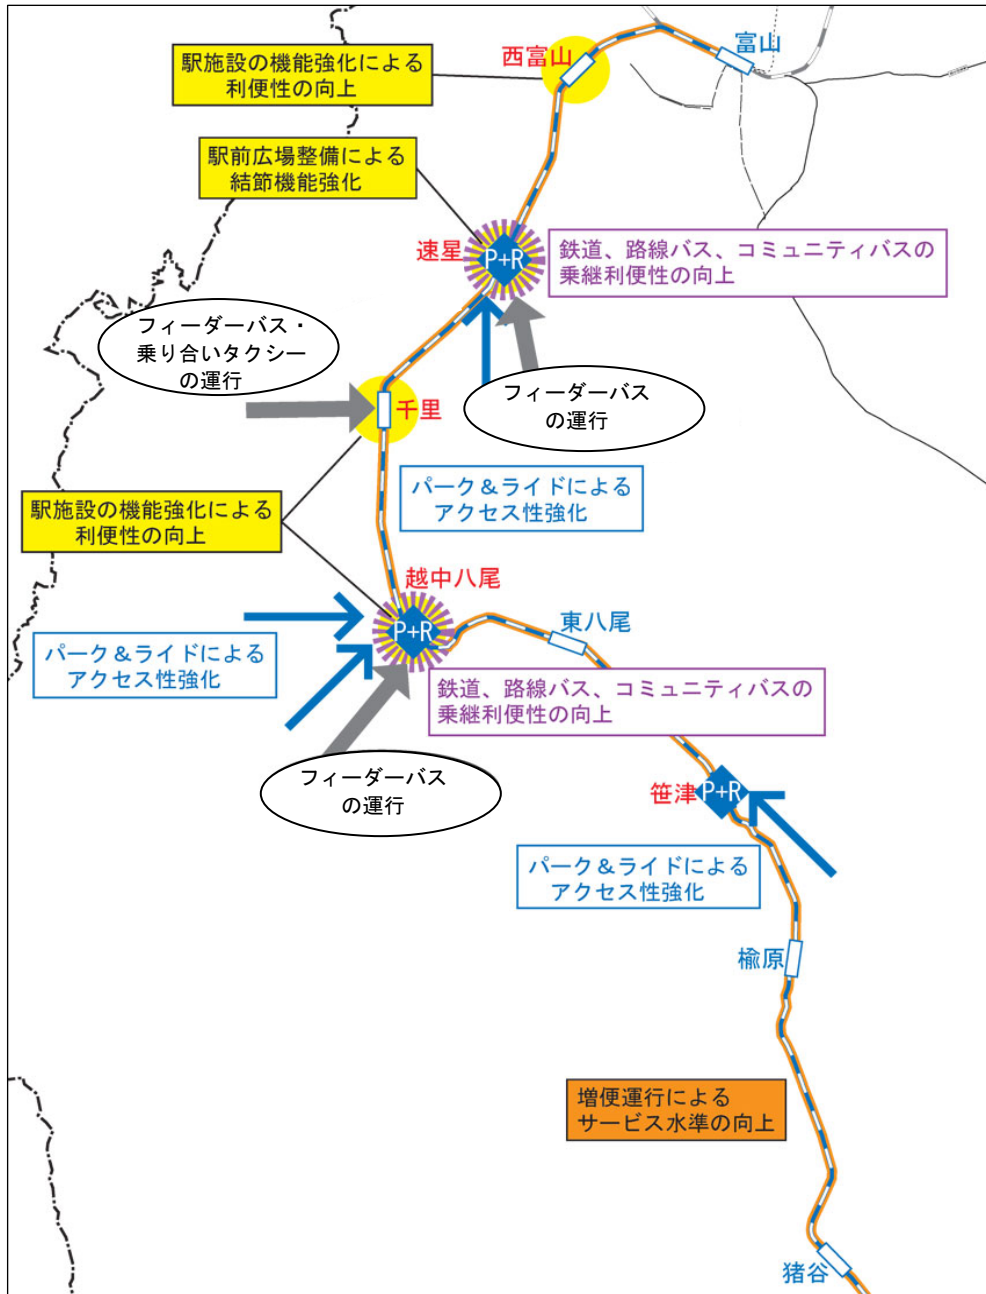 富山
西富山
駅施設の機能強化による
利便性の向上
駅前広場整備による
結節機能強化
速星
P+R
鉄道、路線バス、コミュニティバスの
乗継利便性の向上
フィーダーバス・
乗り合いタクシー
の運行
フィーダーバス
の運行
千里
パーク＆ライドによる
アクセス性強化
駅施設の機能強化による
利便性の向上
越中八尾
P+R
東八尾
パーク＆ライドによる
アクセス性強化
鉄道、路線バス、コミュニティバスの
乗継利便性の向上
フィーダーバス
の運行
笹津
P+R
パーク＆ライドによる
アクセス性強化
楡原
増便運行による
サービス水準の向上
猪谷